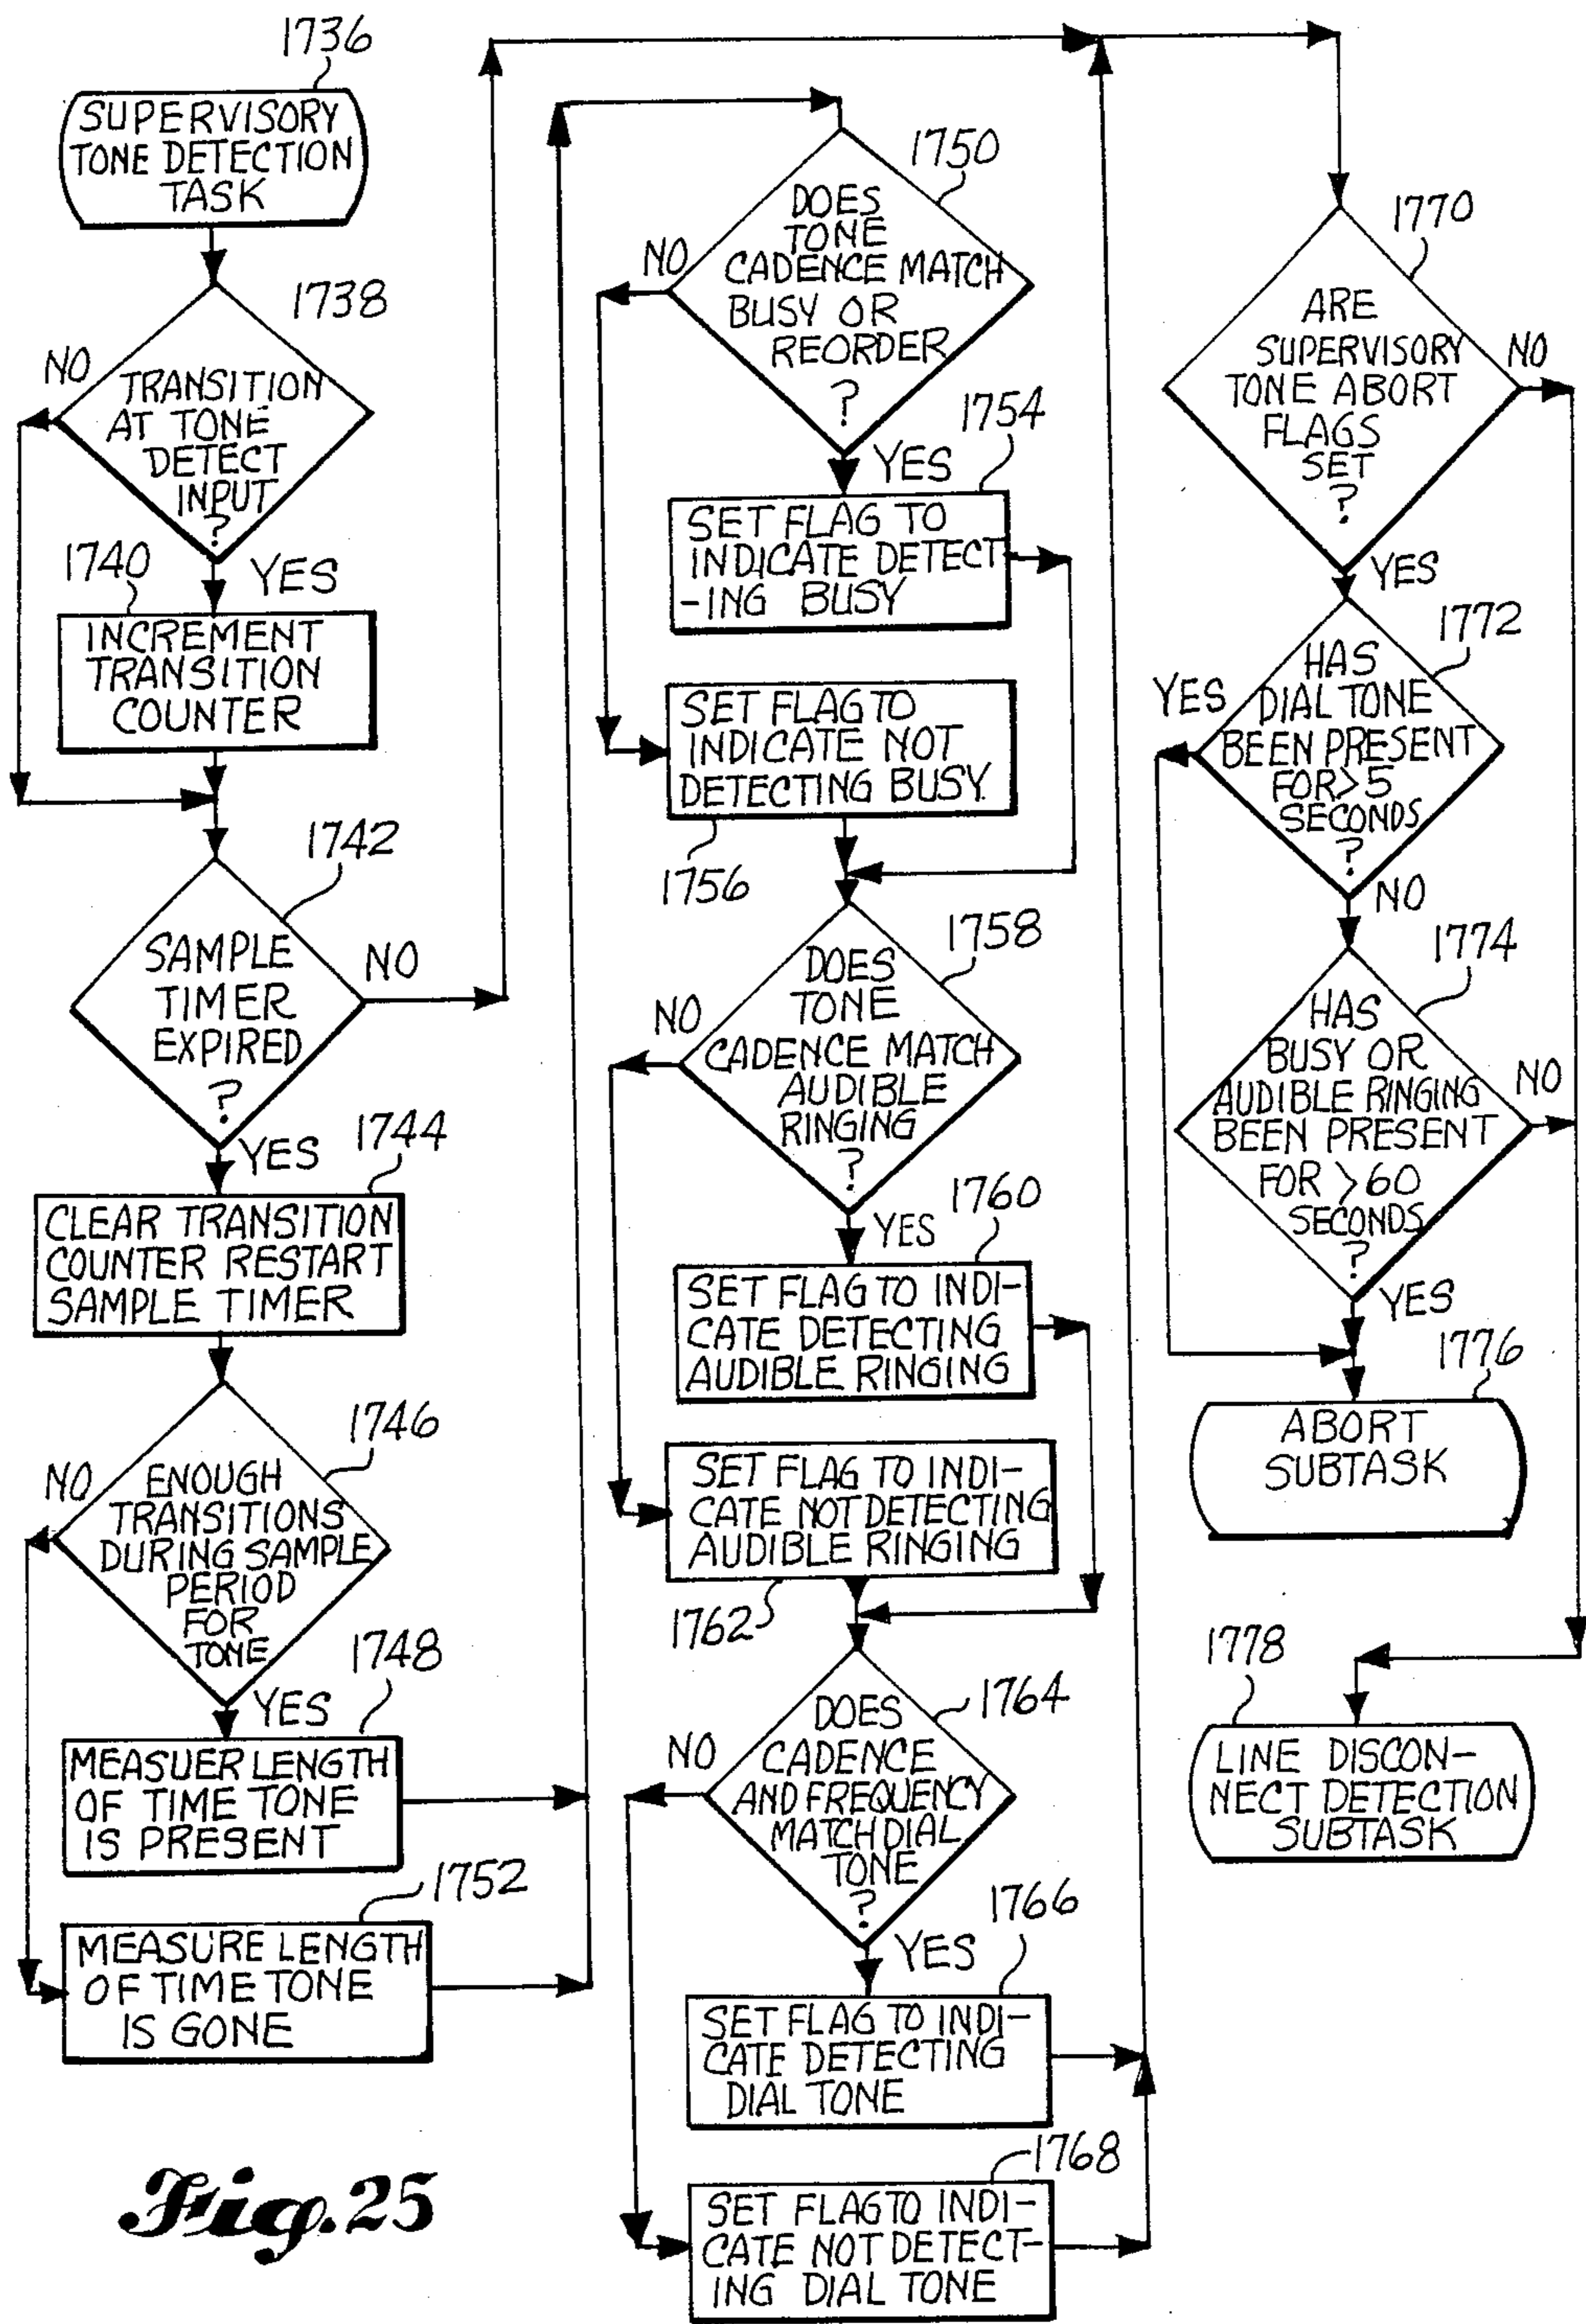 1736
SUPERVISORY
TONE DETECTION
TASK
1738
NO
TRANSITION
AT TONE
DETECT
INPUT
?
1740
YES
INCREMENT
TRANSITION
COUNTER
1742
SAMPLE
TIMER
EXPIRED
?
NO
YES
1744
CLEAR TRANSITION
COUNTER RESTART
SAMPLE TIMER
1746
NO
ENOUGH
TRANSITIONS
DURING SAMPLE
PERIOD
FOR
TONE
1748
YES
MEASUER LENGTH
OF TIME TONE
IS PRESENT
1752
MEASURE LENGTH
OF TIME TONE
IS GONE
1750
DOES
TONE
CADENCE MATCH
BUSY OR
REORDER
?
NO
1754
YES
SET FLAG TO
INDICATE DETECT
-ING BUSY
SET FLAG TO
INDICATE NOT
DETECTING BUSY.
1756
1758
DOES
TONE
CADENCE MATCH
AUDIBLE
RINGING
?
NO
1760
YES
SET FLAG TO INDI-
CATE DETECTING
AUDIBLE RINGING
SET FLAG TO INDI-
CATE NOT DETECTING
AUDIBLE RINGING
1762
1764
DOES
CADENCE
AND FREQUENCY
MATCH DIAL
TONE
?
NO
1766
YES
SET FLAG TO INDI-
CATE DETECTING
DIAL TONE
1768
SET FLAG TO INDI-
CATE NOT DETECT-
ING DIAL TONE
1770
ARE
SUPERVISORY
TONE ABORT
FLAGS
SET
?
NO
YES
1772
HAS
DIAL TONE
BEEN PRESENT
FOR>5
SECONDS
?
YES
NO
1774
HAS
BUSY OR
AUDIBLE RINGING
BEEN PRESENT
FOR >60
SECONDS
?
NO
YES
1776
ABORT
SUBTASK
1778
LINE DISCON-
NECT DETECTION
SUBTASK
Fig. 25